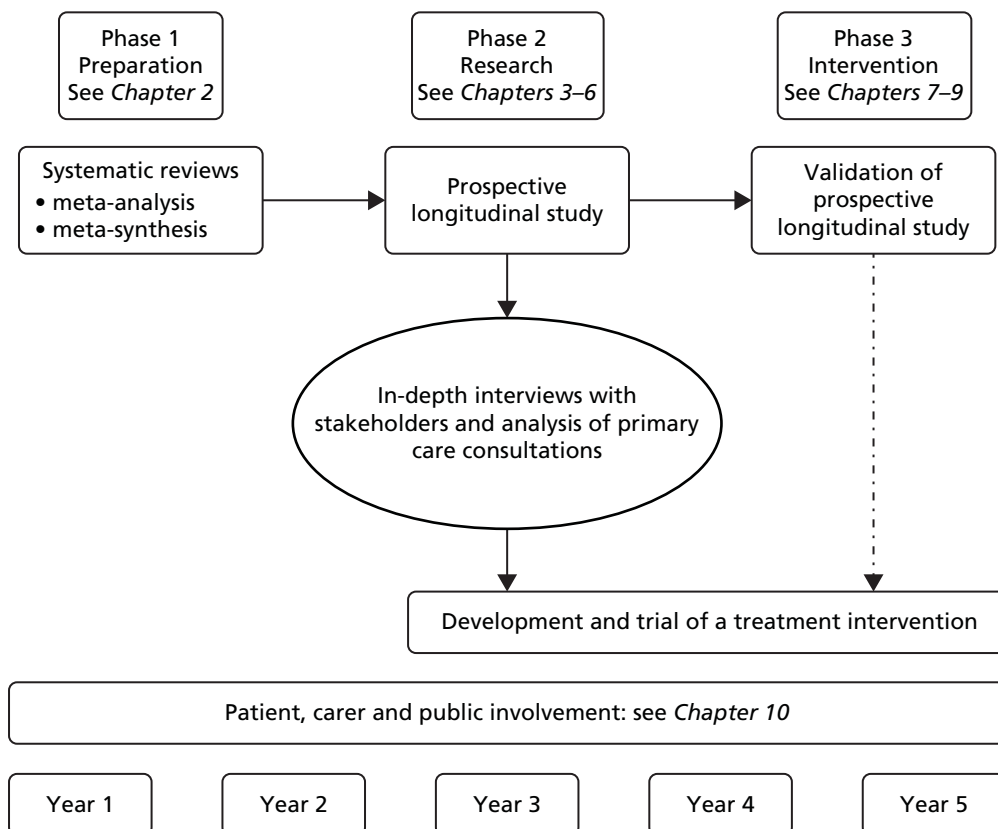 Phase 1
Preparation
See Chapter 2
Phase 2
Research
See Chapters 3–6
Phase 3
Intervention
See Chapters 7–9
Systematic reviews
• meta-analysis
• meta-synthesis
Prospective
longitudinal study
Validation of
prospective
longitudinal study
In-depth interviews with
stakeholders and analysis of primary
care consultations
Development and trial of a treatment intervention
Patient, carer and public involvement: see Chapter 10
Year 1
Year 2
Year 3
Year 4
Year 5